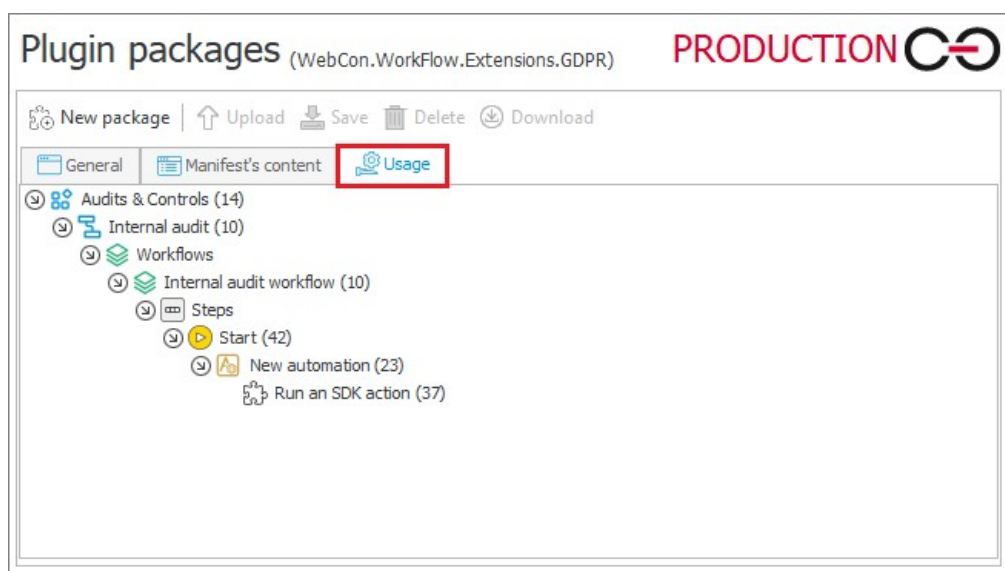 Plugin packages (WebCon.WorkFlow.Extensions.GDPR) PRODUCTION
New package Upload Save Delete Download
General Manifest's content Usage
Audits & Controls (14)
Internal audit (10)
Workflows
Internal audit workflow (10)
Steps
Start (42)
New automation (23)
Run an SDK action (37)